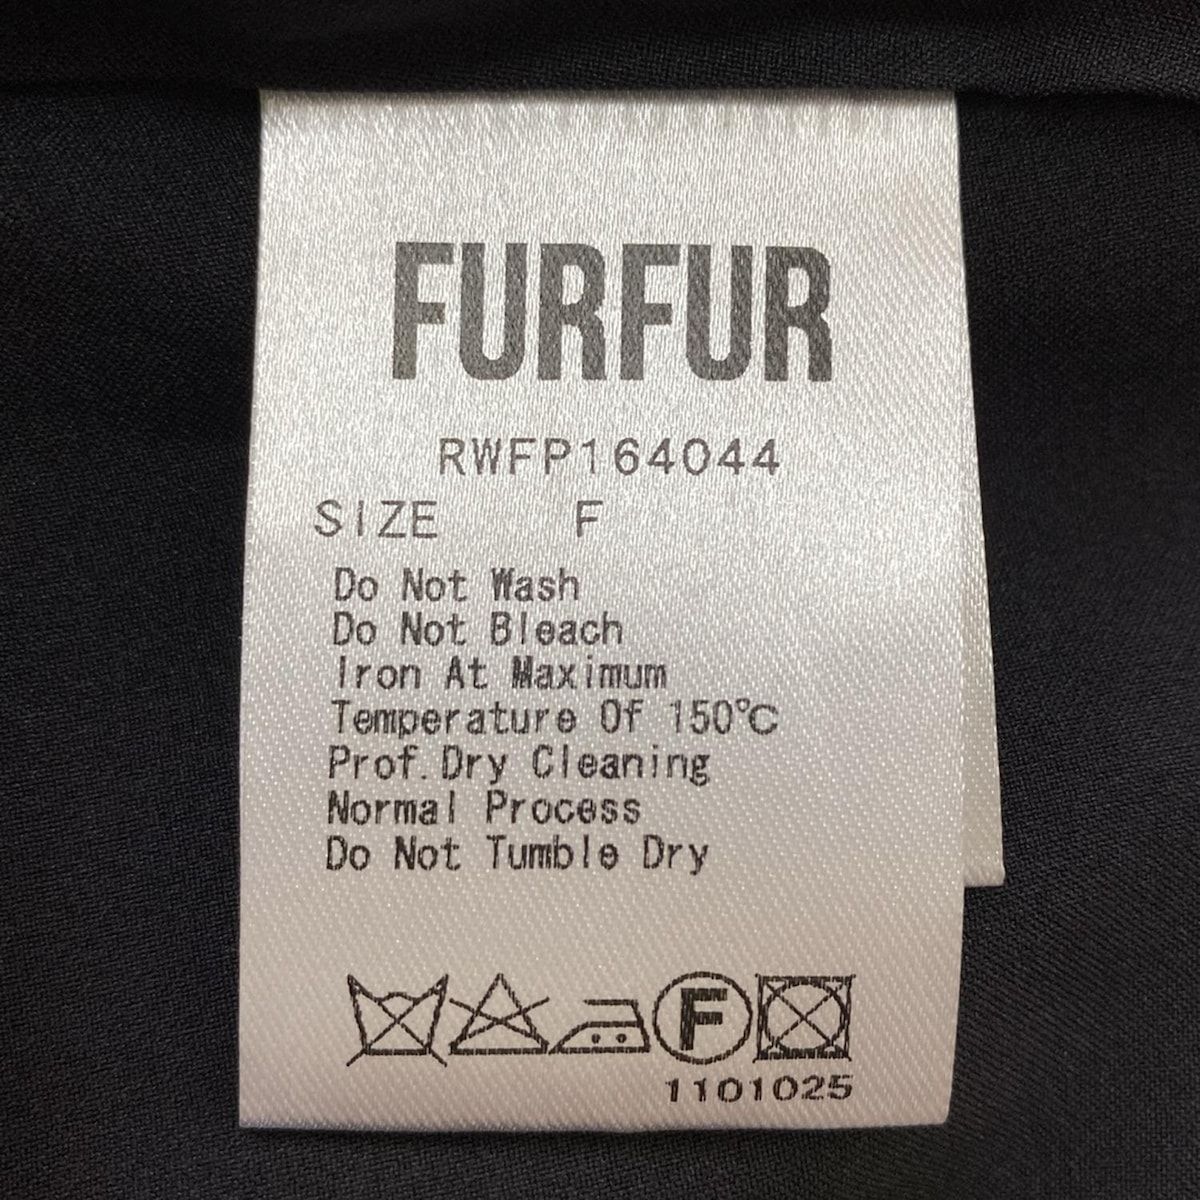 FURFUR
RWFP164044
SIZE F
Do Not Wash
Do Not Bleach
Iron At Maximum
Temperature Of 150℃
Prof.Dry Cleaning
Normal Process
Do Not Tumble Dry
F
1101025